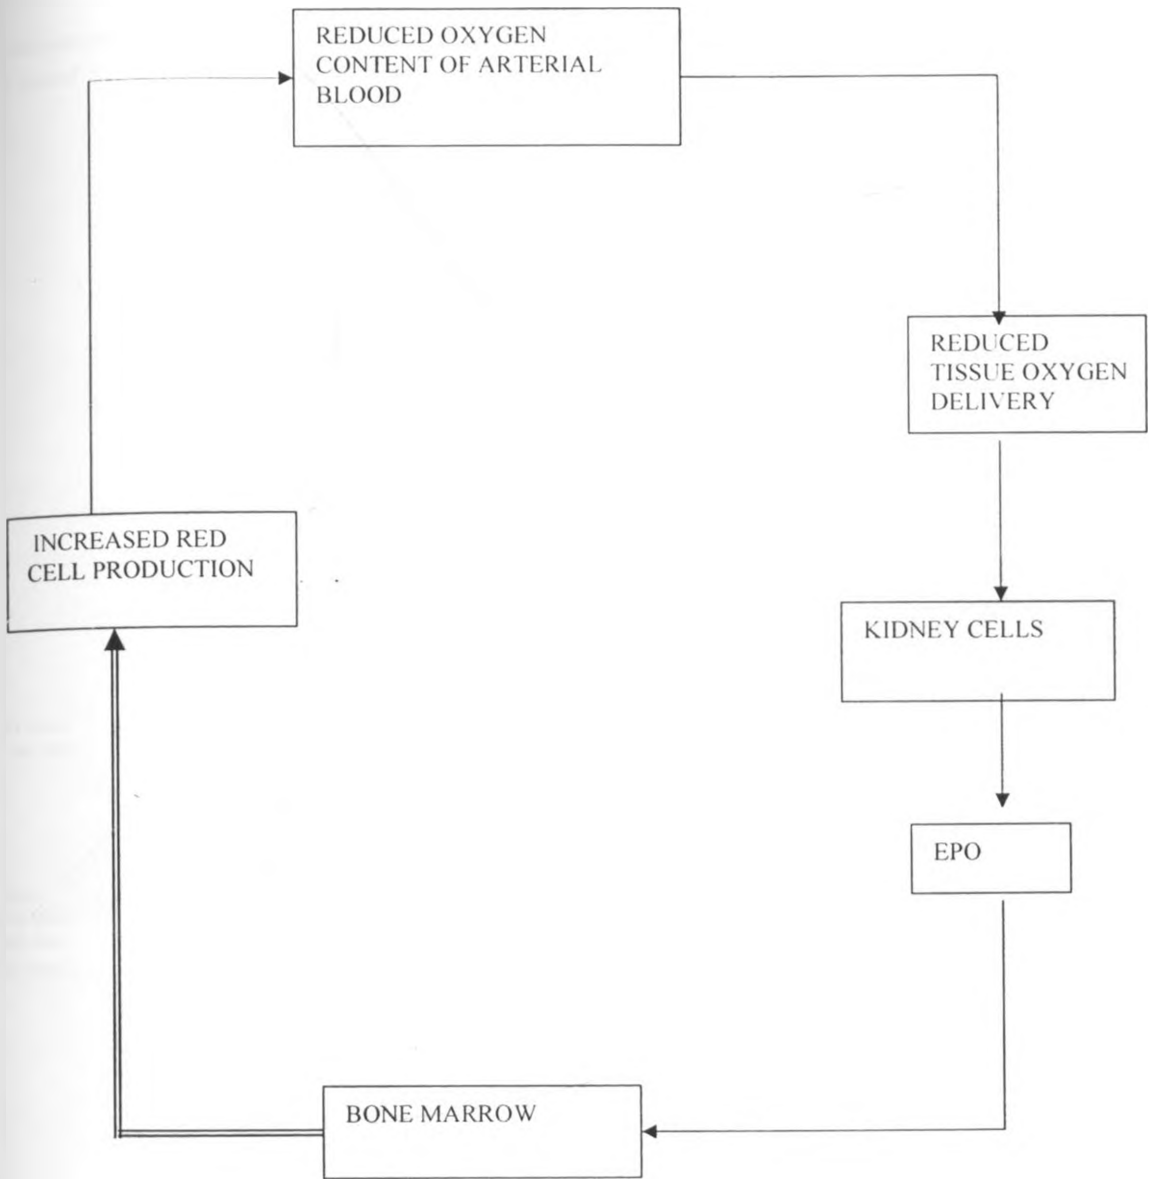 REDUCED OXYGEN
CONTENT OF ARTERIAL
BLOOD
REDUCED
TISSUE OXYGEN
DELIVERY
INCREASED RED
CELL PRODUCTION
KIDNEY CELLS
EPO
BONE MARROW